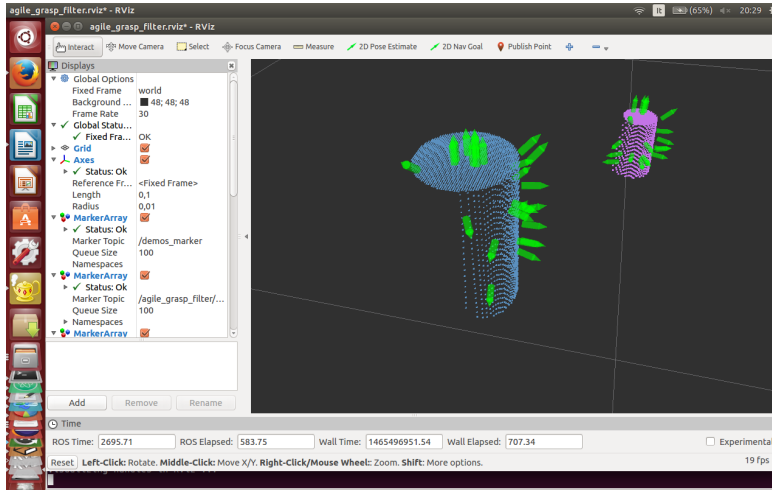 agile_grasp_filter.rviz* - RViz
It (65%) 20:29
agile_grasp_filter.rviz* - RViz
Interact Move Camera Select Focus Camera Measure 2D Pose Estimate 2D Nav Goal Publish Point
Displays
Global Options
Fixed Frame world
Background ... 48; 48; 48
Frame Rate 30
Global Statu...
Fixed Fra... OK
Grid
Axes
Status: Ok
Reference Fr... <Fixed Frame>
Length 0,1
Radius 0,01
MarkerArray
Status: Ok
Marker Topic /demos_marker
Queue Size 100
Namespaces
MarkerArray
Status: Ok
Marker Topic /agile_grasp_filter/...
Queue Size 100
Namespaces
MarkerArray
Add Remove Rename
Time
ROS Time: 2695.71 ROS Elapsed: 583.75 Wall Time: 1465496951.54 Wall Elapsed: 707.34 Experimental
Reset Left-Click: Rotate. Middle-Click: Move X/Y. Right-Click/Mouse Wheel:: Zoom. Shift: More options. 19 fps